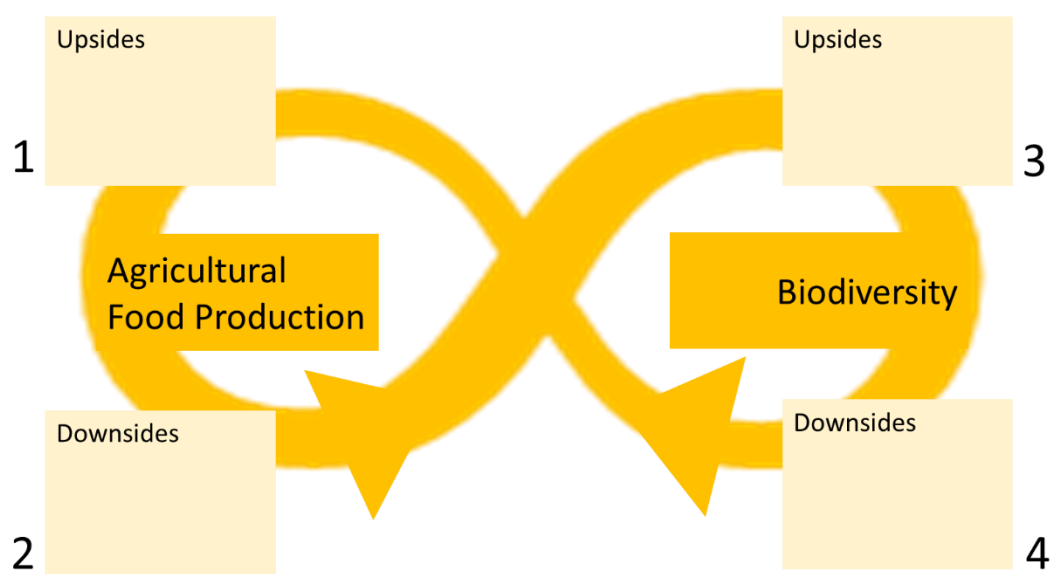 Upsides
1
Agricultural
Food Production
Downsides
2
Upsides
3
Biodiversity
Downsides
4